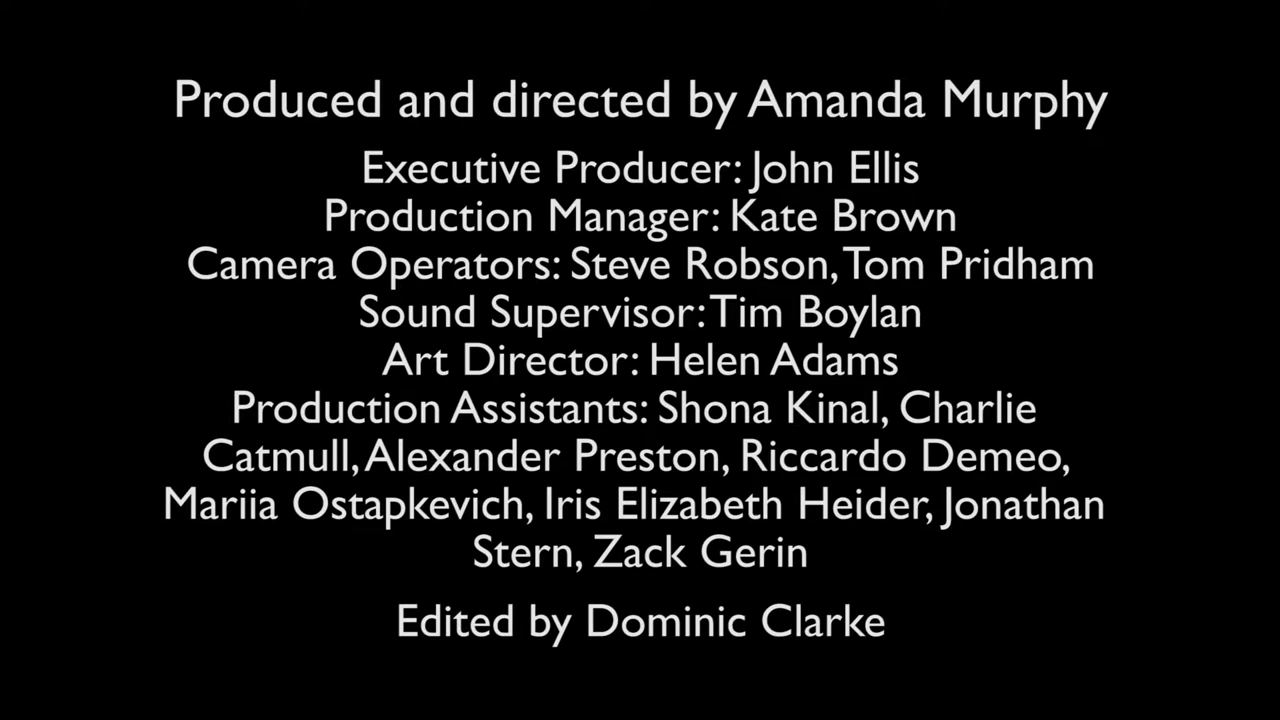 Produced and directed by Amanda Murphy
Executive Producer: John Ellis
Production Manager: Kate Brown
Camera Operators: Steve Robson, Tom Pridham
Sound Supervisor: Tim Boylan
Art Director: Helen Adams
Production Assistants: Shona Kinal, Charlie
Catmull, Alexander Preston, Riccardo Demeo,
Mariia Ostapkevich, Iris Elizabeth Heider, Jonathan
Stern, Zack Gerin
Edited by Dominic Clarke